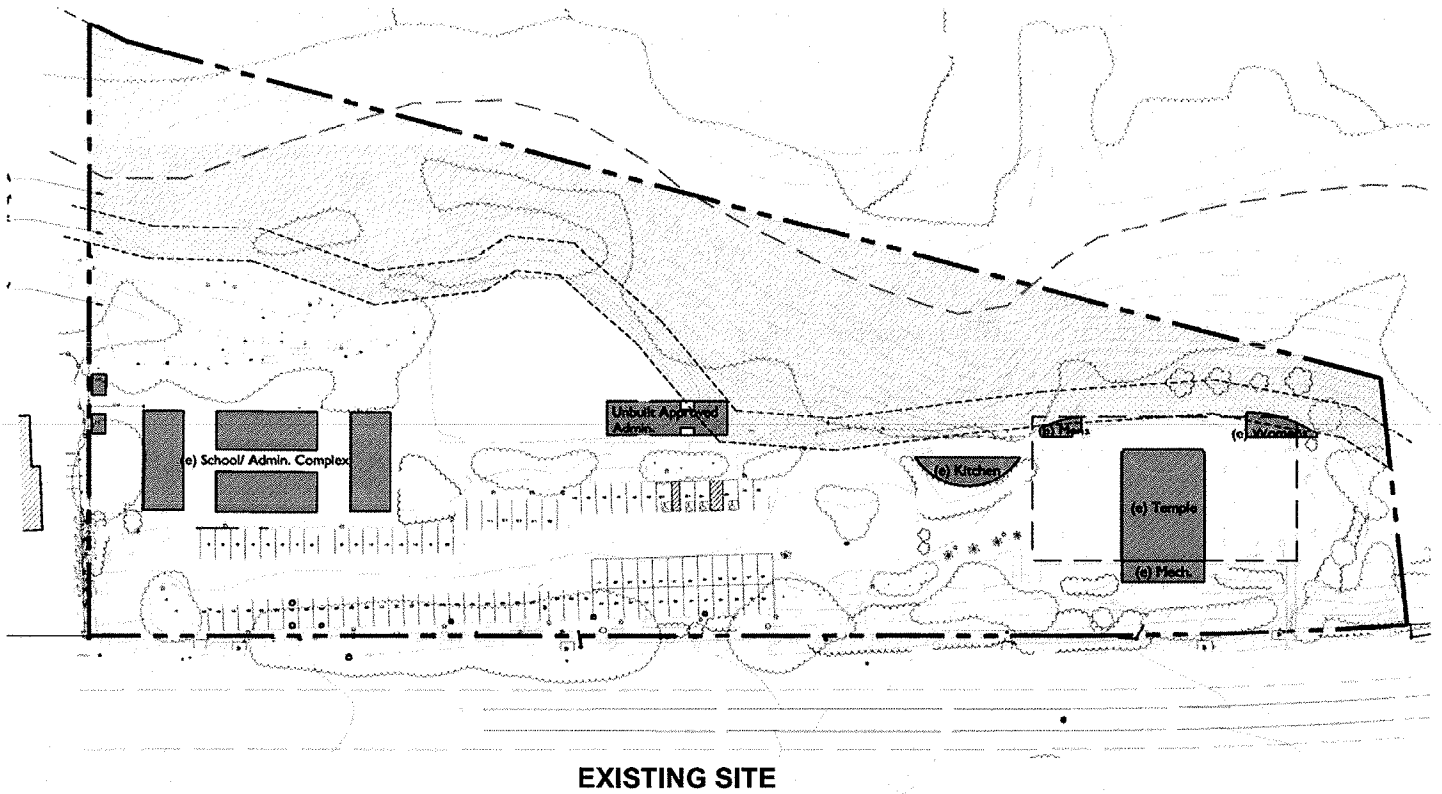 Unbuilt Approved
Admin.
(e) School/ Admin. Complex
(e) Kitchen
(e) Temple
(e) Mech.
EXISTING SITE